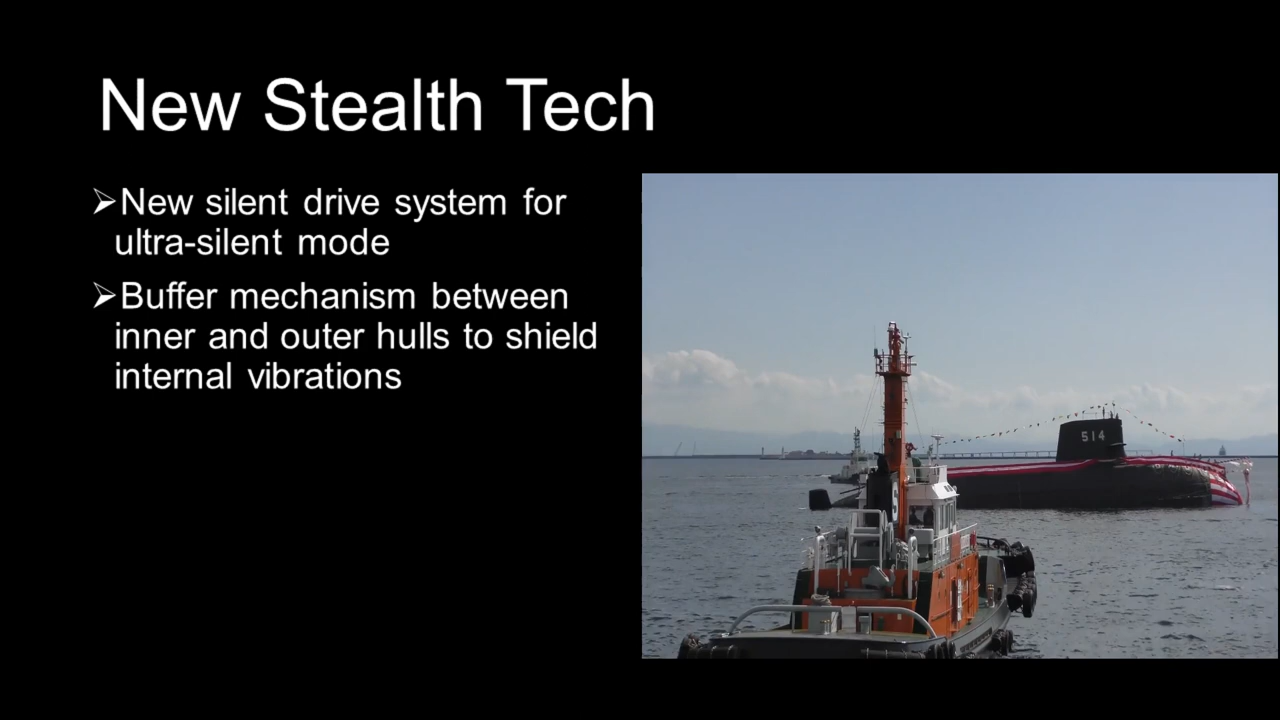 New Stealth Tech
➢New silent drive system for
ultra-silent mode
➢Buffer mechanism between
inner and outer hulls to shield
internal vibrations
514
S